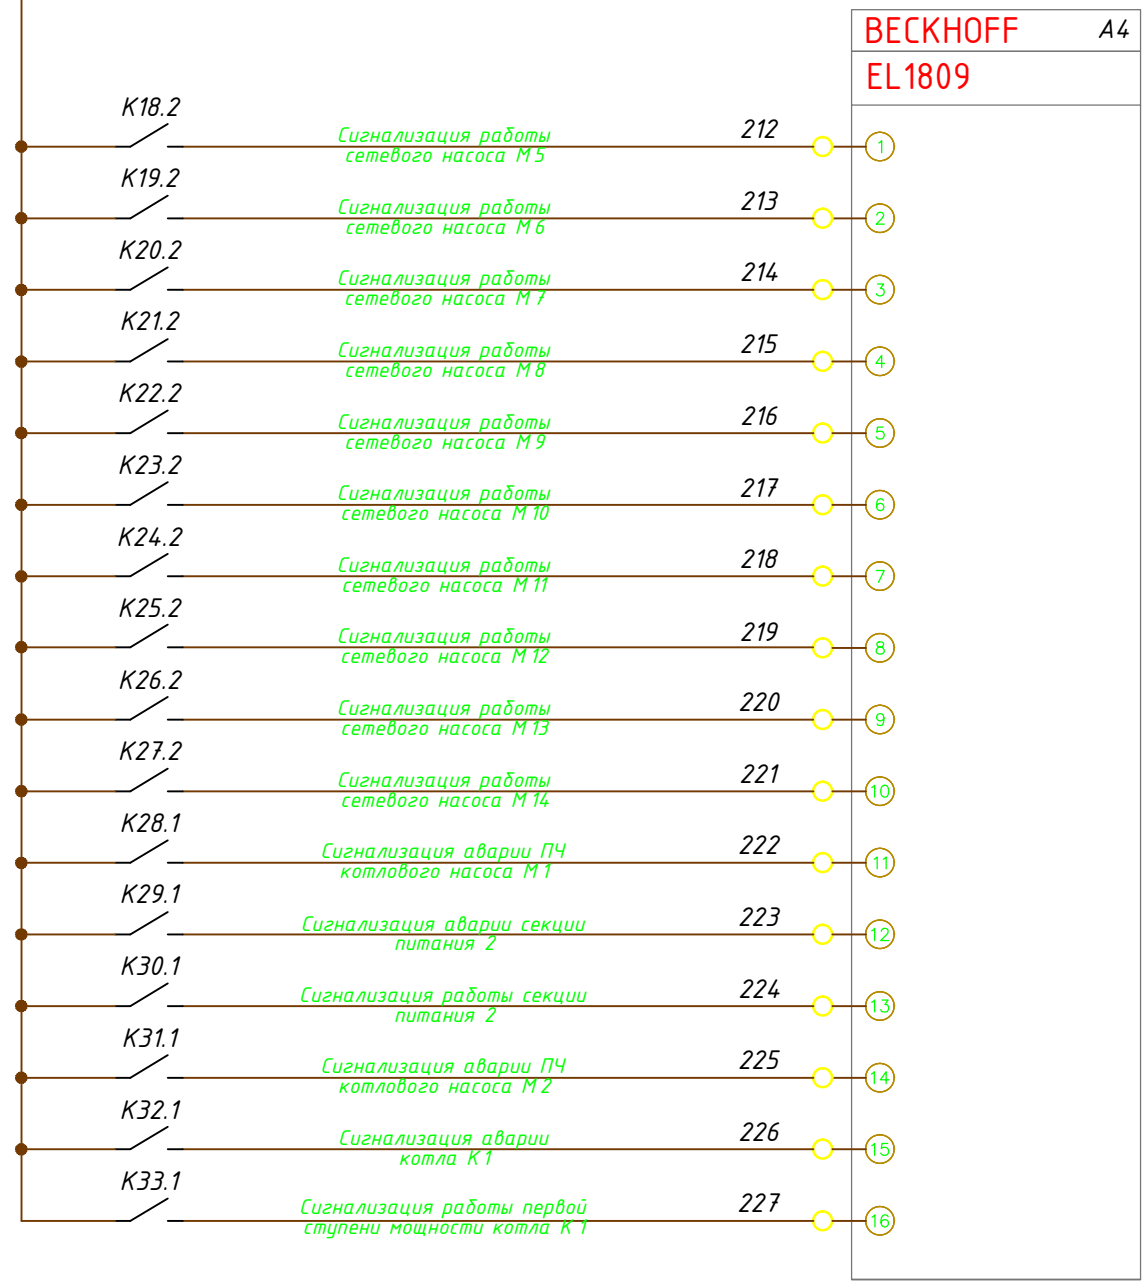 BECKHOFF A4
EL1809
K18.2
Сигнализация работы
сетевого насоса М5
212
1
K19.2
Сигнализация работы
сетевого насоса М6
213
2
K20.2
Сигнализация работы
сетевого насоса М7
214
3
K21.2
Сигнализация работы
сетевого насоса М8
215
4
K22.2
Сигнализация работы
сетевого насоса М9
216
5
K23.2
Сигнализация работы
сетевого насоса М10
217
6
K24.2
Сигнализация работы
сетевого насоса М11
218
7
K25.2
Сигнализация работы
сетевого насоса М12
219
8
K26.2
Сигнализация работы
сетевого насоса М13
220
9
K27.2
Сигнализация работы
сетевого насоса М14
221
10
K28.1
Сигнализация аварии ПЧ
котлового насоса М1
222
11
K29.1
Сигнализация аварии секции
питания 2
223
12
K30.1
Сигнализация работы секции
питания 2
224
13
K31.1
Сигнализация аварии ПЧ
котлового насоса М2
225
14
K32.1
Сигнализация аварии
котла К1
226
15
K33.1
Сигнализация работы первой
ступени мощности котла К1
227
16